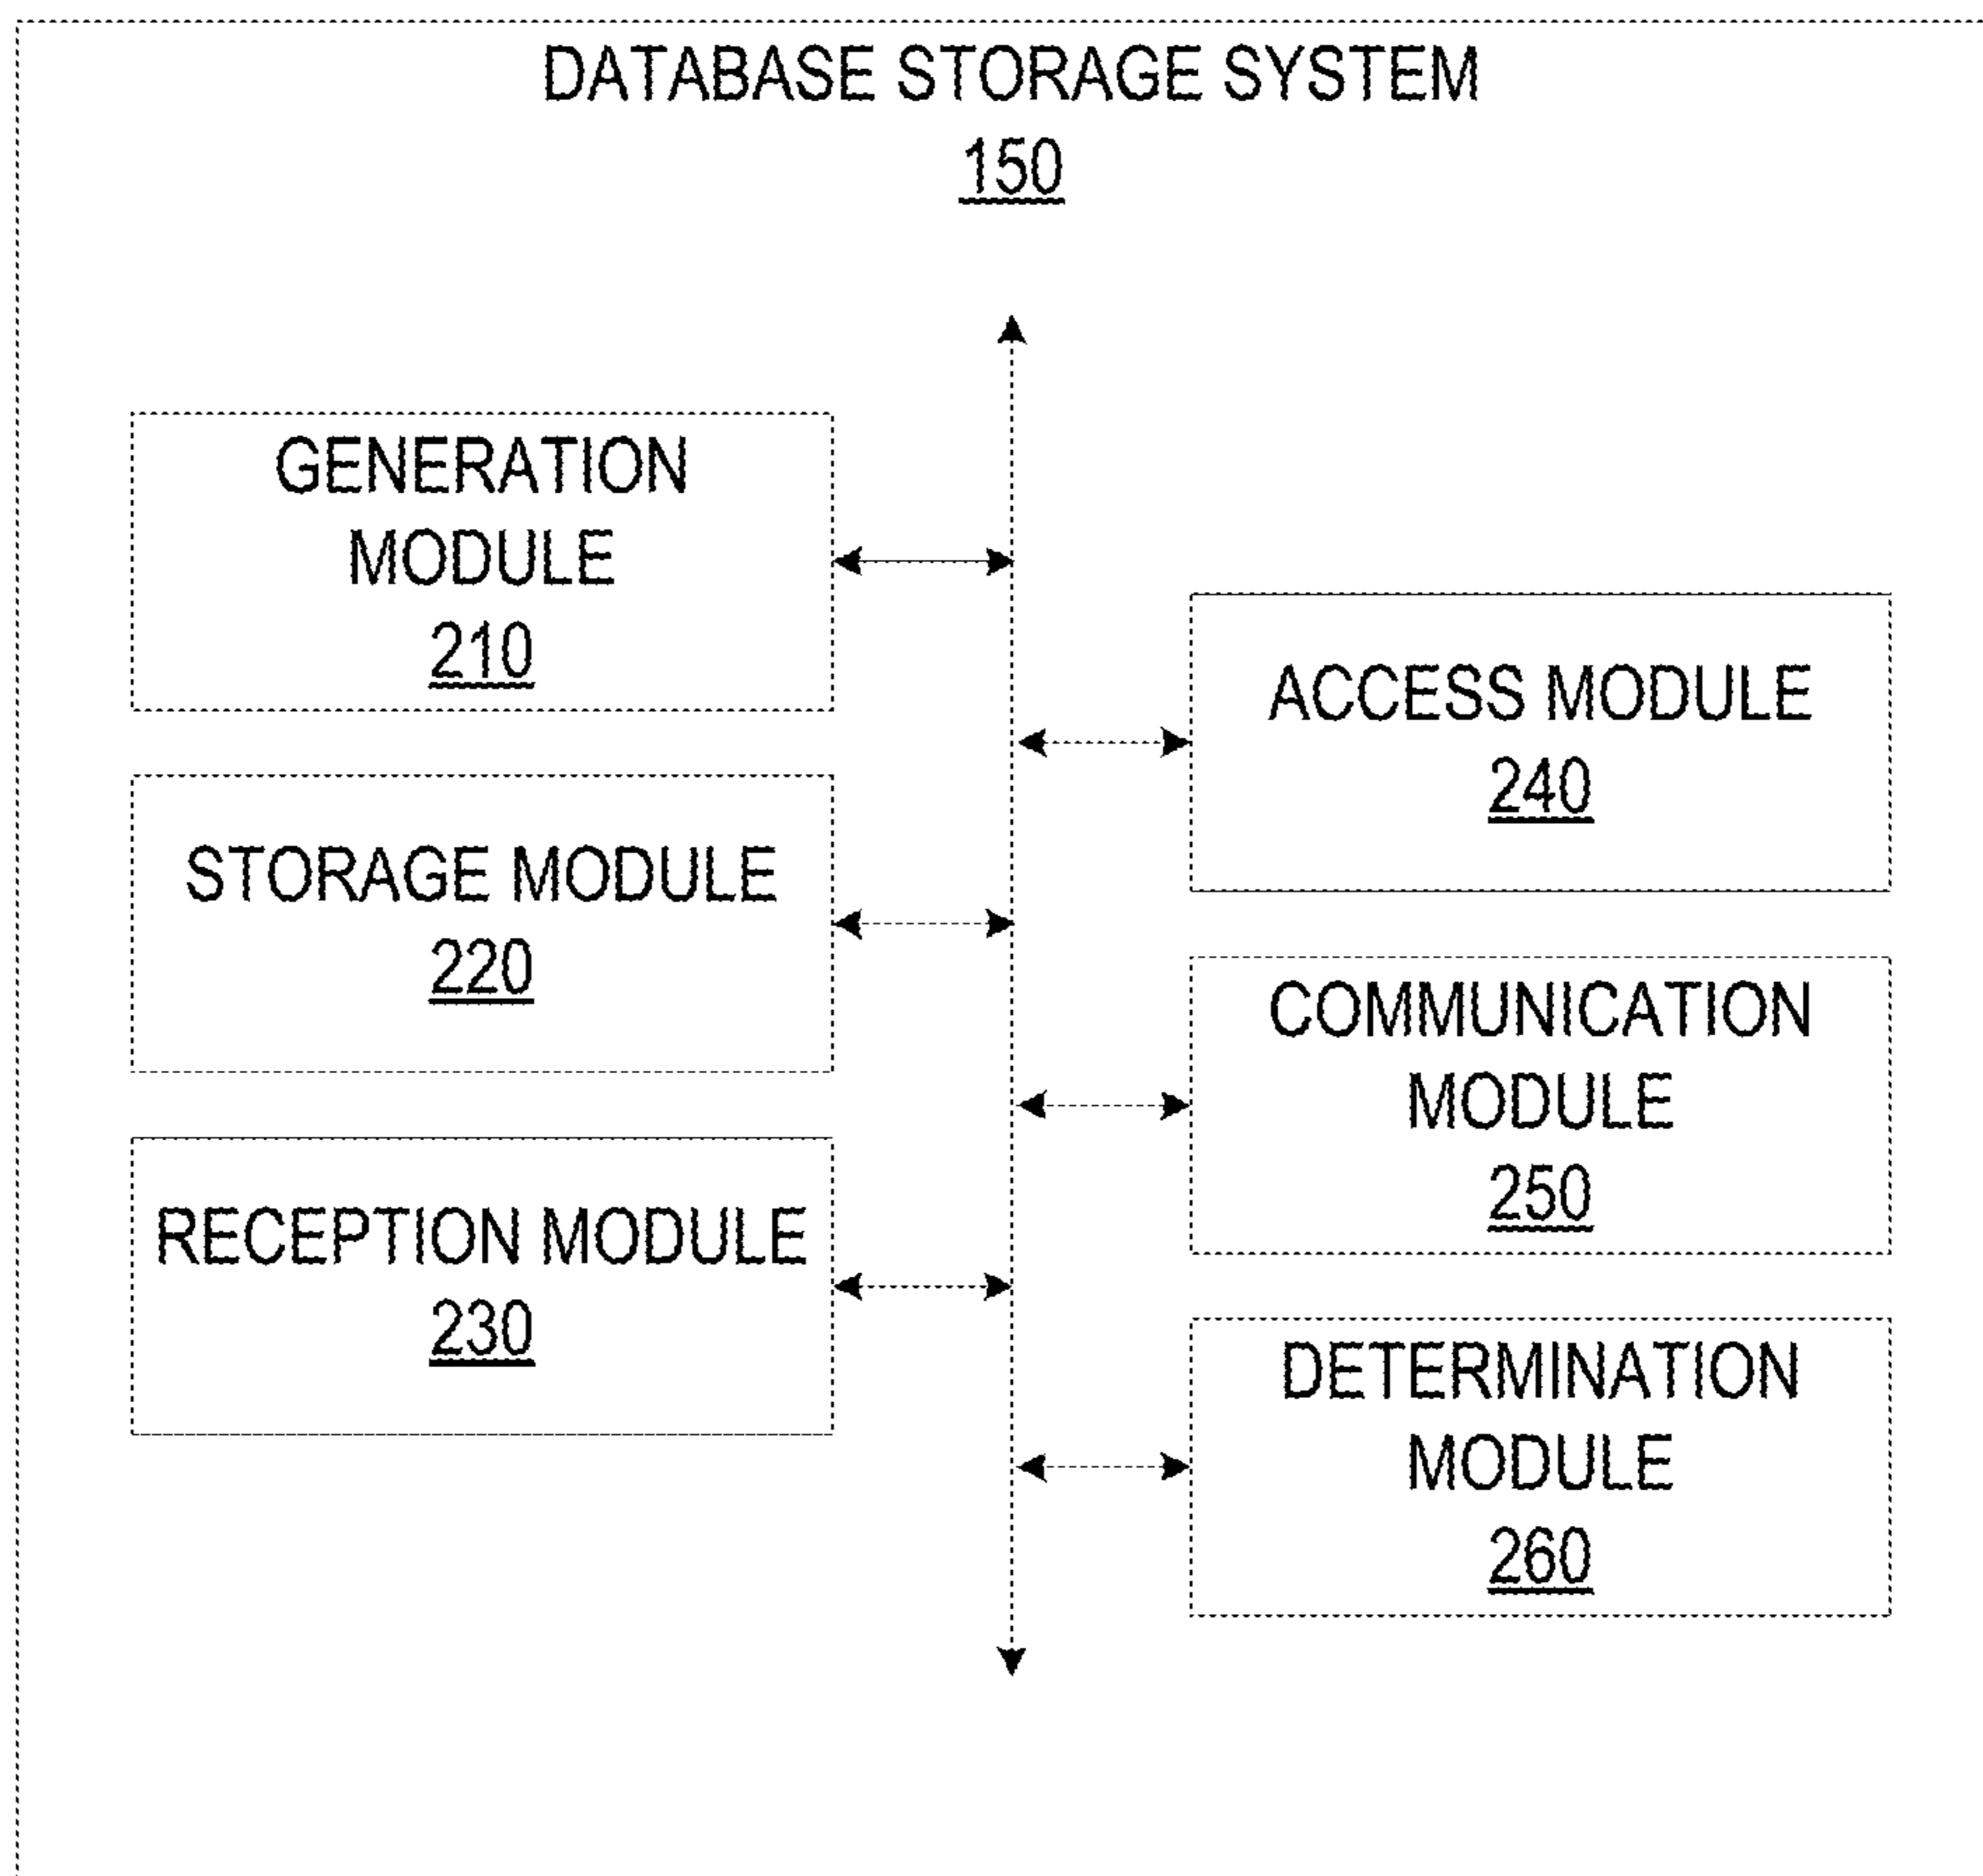 DATABASE STORAGE SYSTEM
150
GENERATION
MODULE
210
STORAGE MODULE
220
RECEPTION MODULE
230
ACCESS MODULE
240
COMMUNICATION
MODULE
250
DETERMINATION
MODULE
260